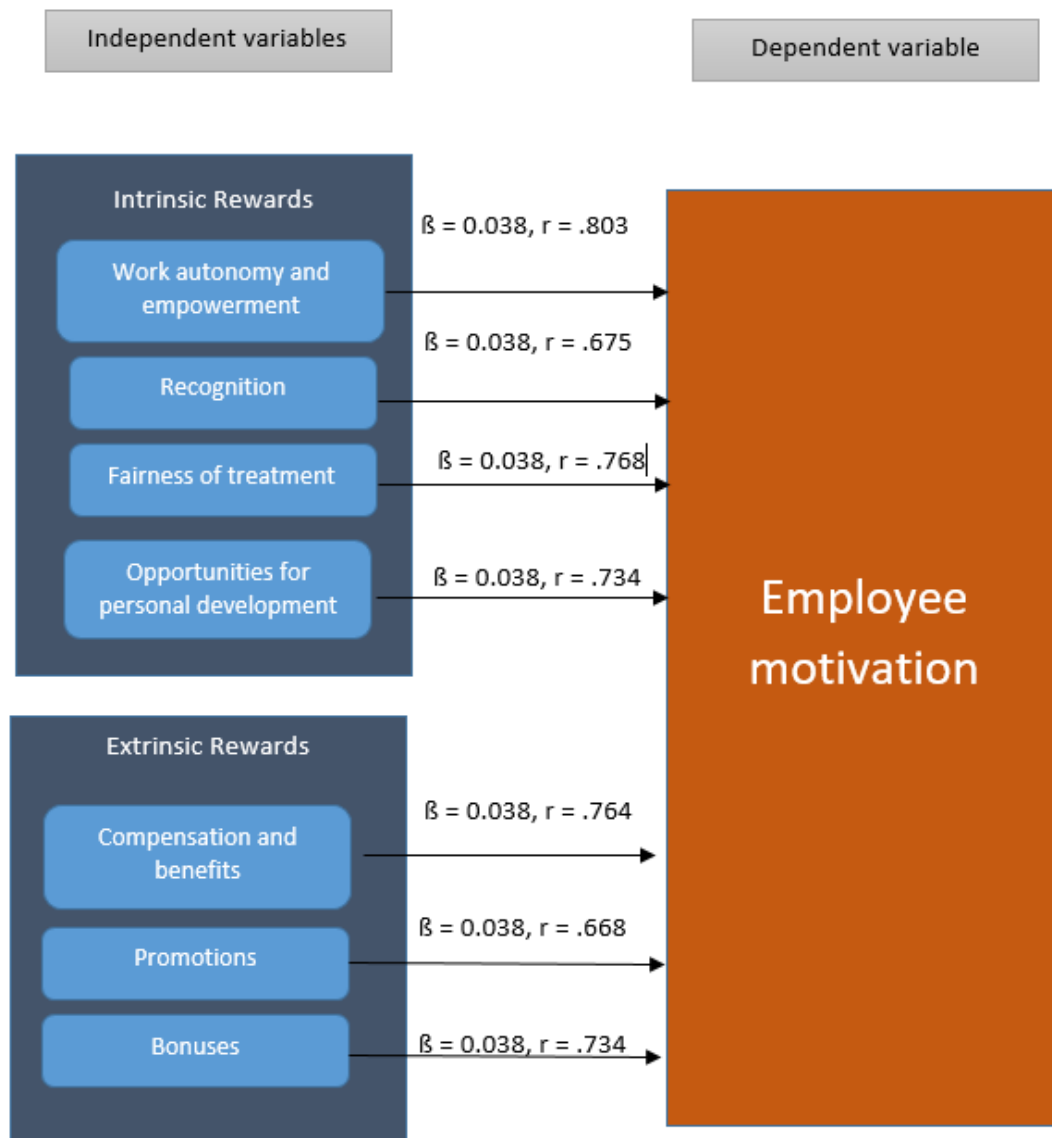 Independent variables
Dependent variable
Intrinsic Rewards
ß = 0.038, r = .803
Work autonomy and
empowerment
ß = 0.038, r = .675
Recognition
ß = 0.038, r = .768
Fairness of treatment
ß = 0.038, r = .734
Opportunities for
personal development
Employee
motivation
Extrinsic Rewards
ß = 0.038, r = .764
Compensation and
benefits
ß = 0.038, r = .668
Promotions
ß = 0.038, r = .734
Bonuses